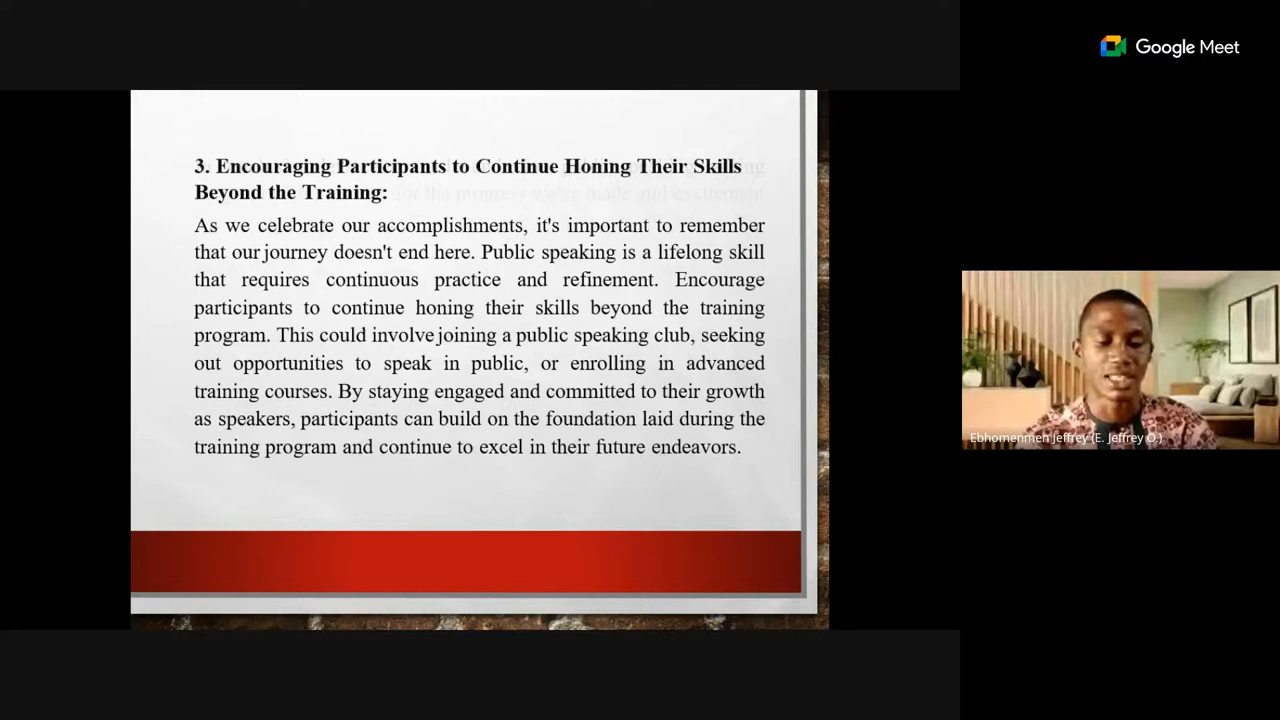 Google Meet
3. Encouraging Participants to Continue Honing Their Skills
Beyond the Training:
As we celebrate our accomplishments, it's important to remember
that our journey doesn't end here. Public speaking is a lifelong skill
that requires continuous practice and refinement. Encourage
participants to continue honing their skills beyond the training
program. This could involve joining a public speaking club, seeking
out opportunities to speak in public, or enrolling in advanced
training courses. By staying engaged and committed to their growth
as speakers, participants can build on the foundation laid during the
training program and continue to excel in their future endeavors.
Ebhomenmen Jeffrey (E. Jeffrey O.)